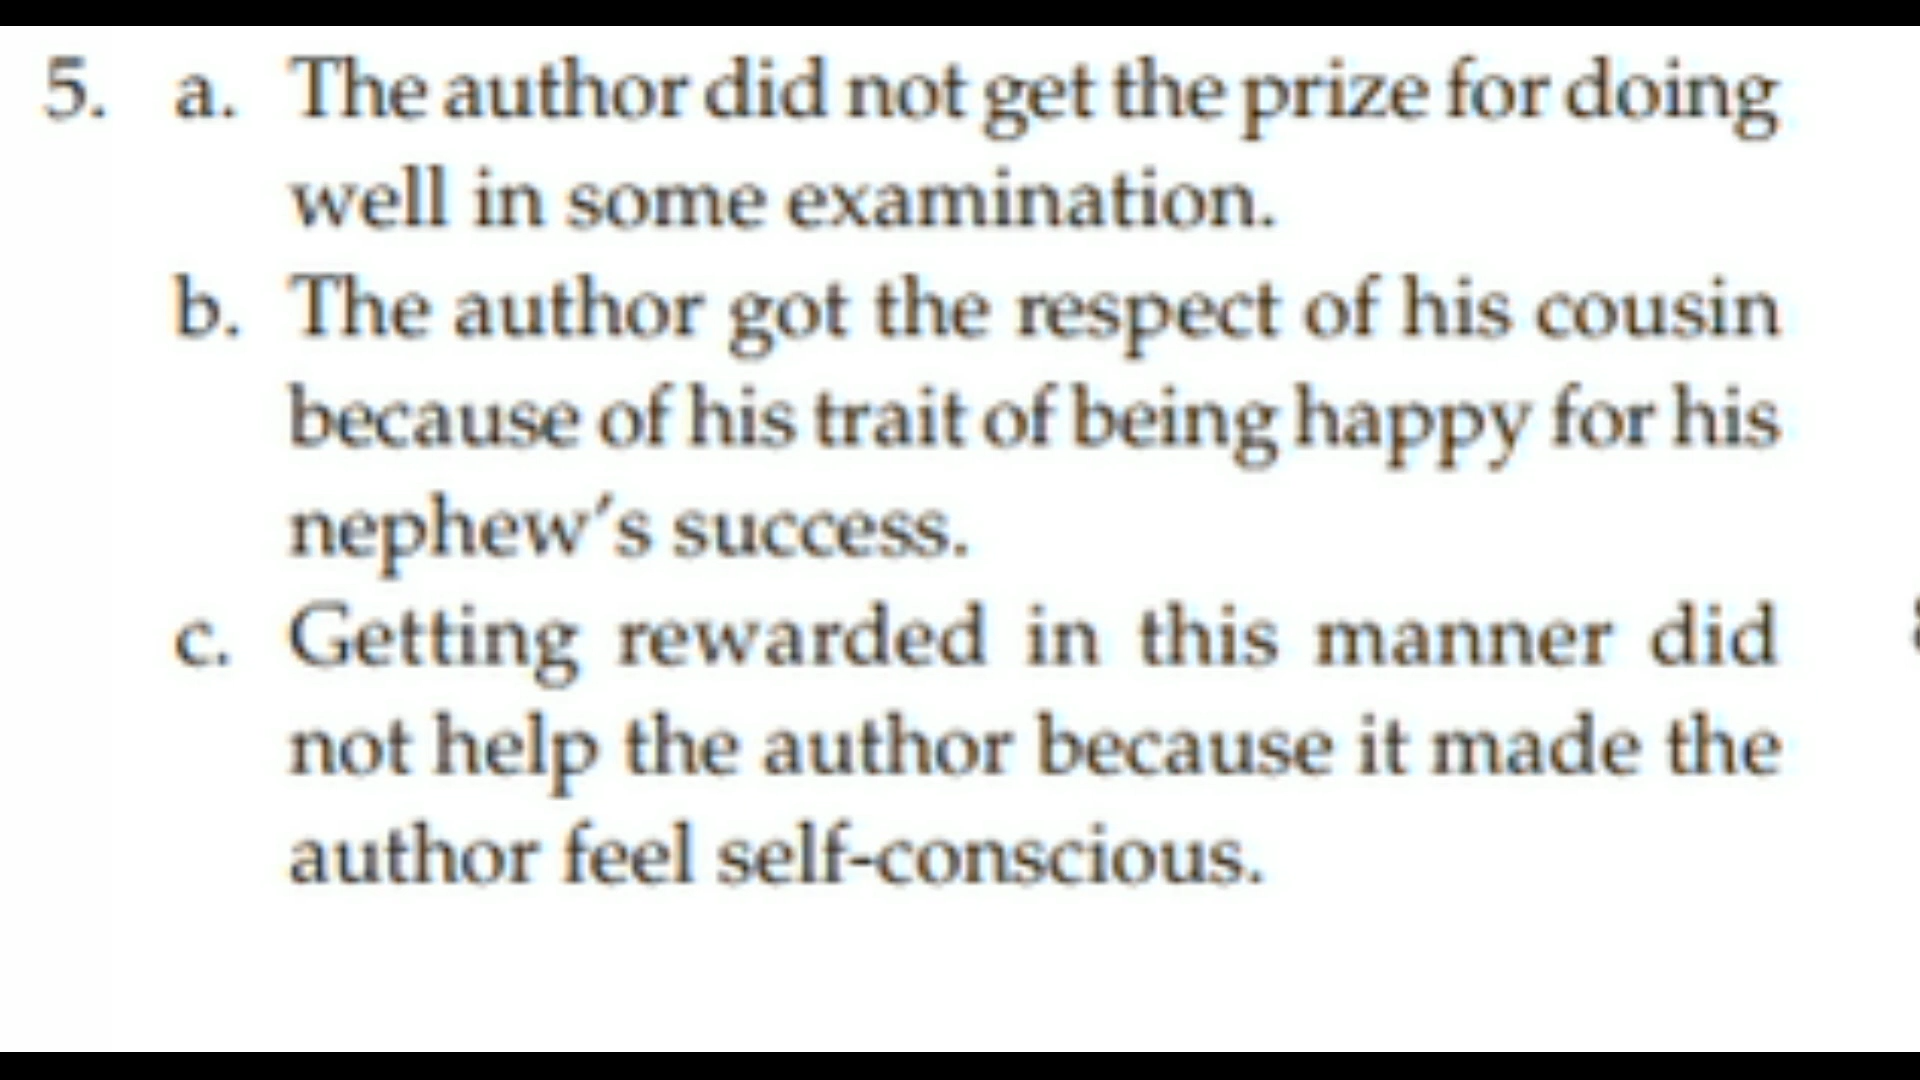 5. a. The author did not get the prize for doing
well in some examination.
b. The author got the respect of his cousin
because of his trait of being happy for his
nephew's success.
c. Getting rewarded in this manner did
not help the author because it made the
author feel self-conscious.